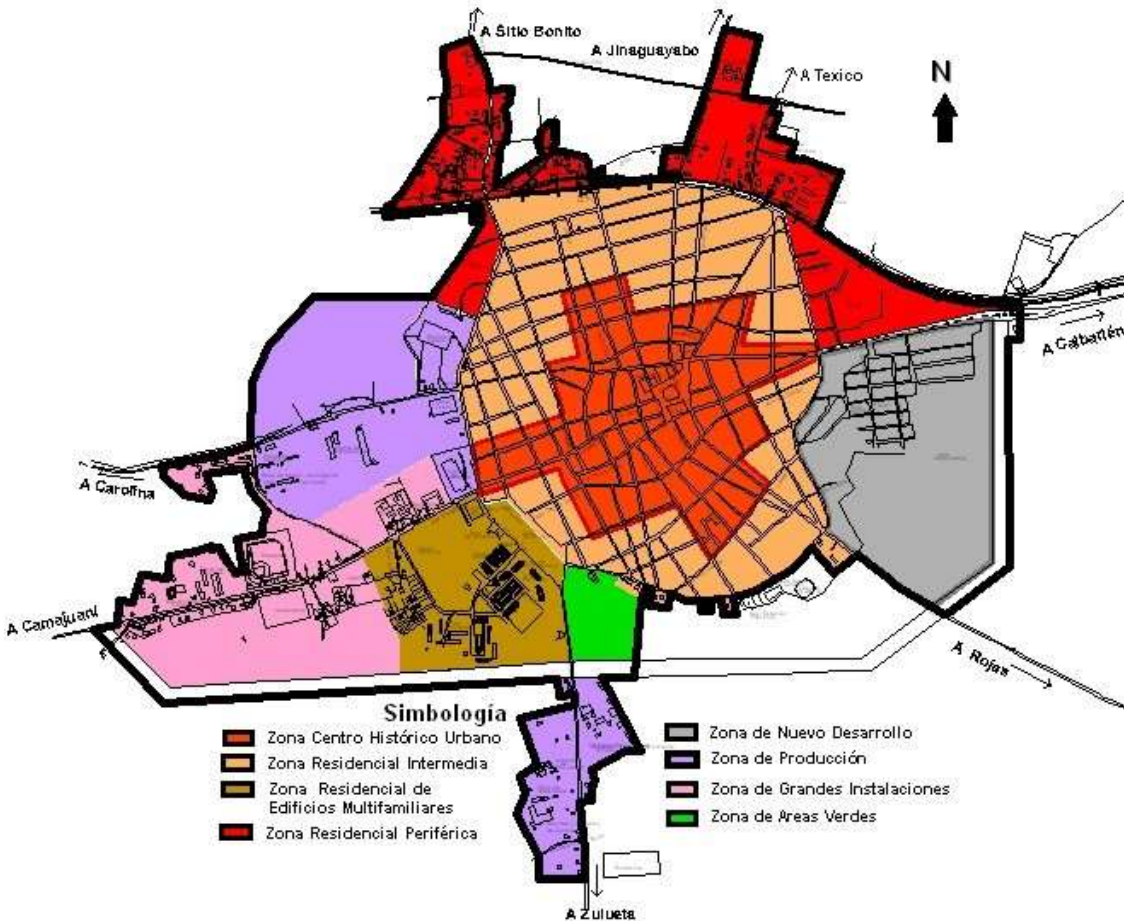 A Sitio Bonito
A Jinaguayabo
A Texico
N
A Caibarién
A Carolina
A Camajuaní
A Rojas
Simbología
Zona Centro Histórico Urbano
Zona Residencial Intermedia
Zona Residencial de
Edificios Multifamiliares
Zona Residencial Periférica
Zona de Nuevo Desarrollo
Zona de Producción
Zona de Grandes Instalaciones
Zona de Areas Verdes
A Zulueta